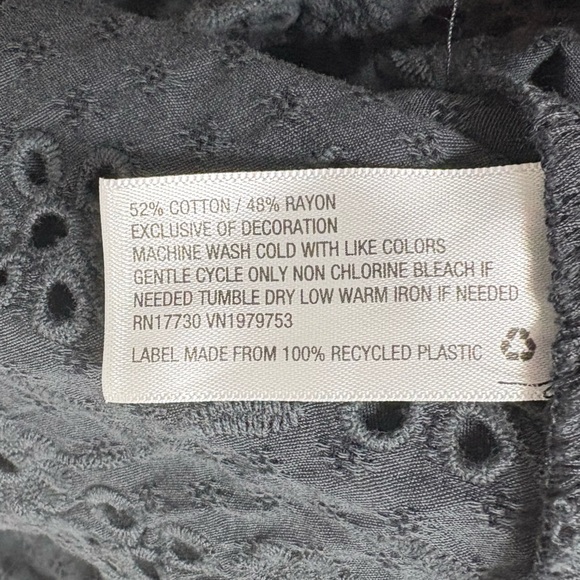 52% COTTON / 48% RAYON
EXCLUSIVE OF DECORATION
MACHINE WASH COLD WITH LIKE COLORS
GENTLE CYCLE ONLY NON CHLORINE BLEACH IF
NEEDED TUMBLE DRY LOW WARM IRON IF NEEDED
RN17730 VN1979753
LABEL MADE FROM 100% RECYCLED PLASTIC